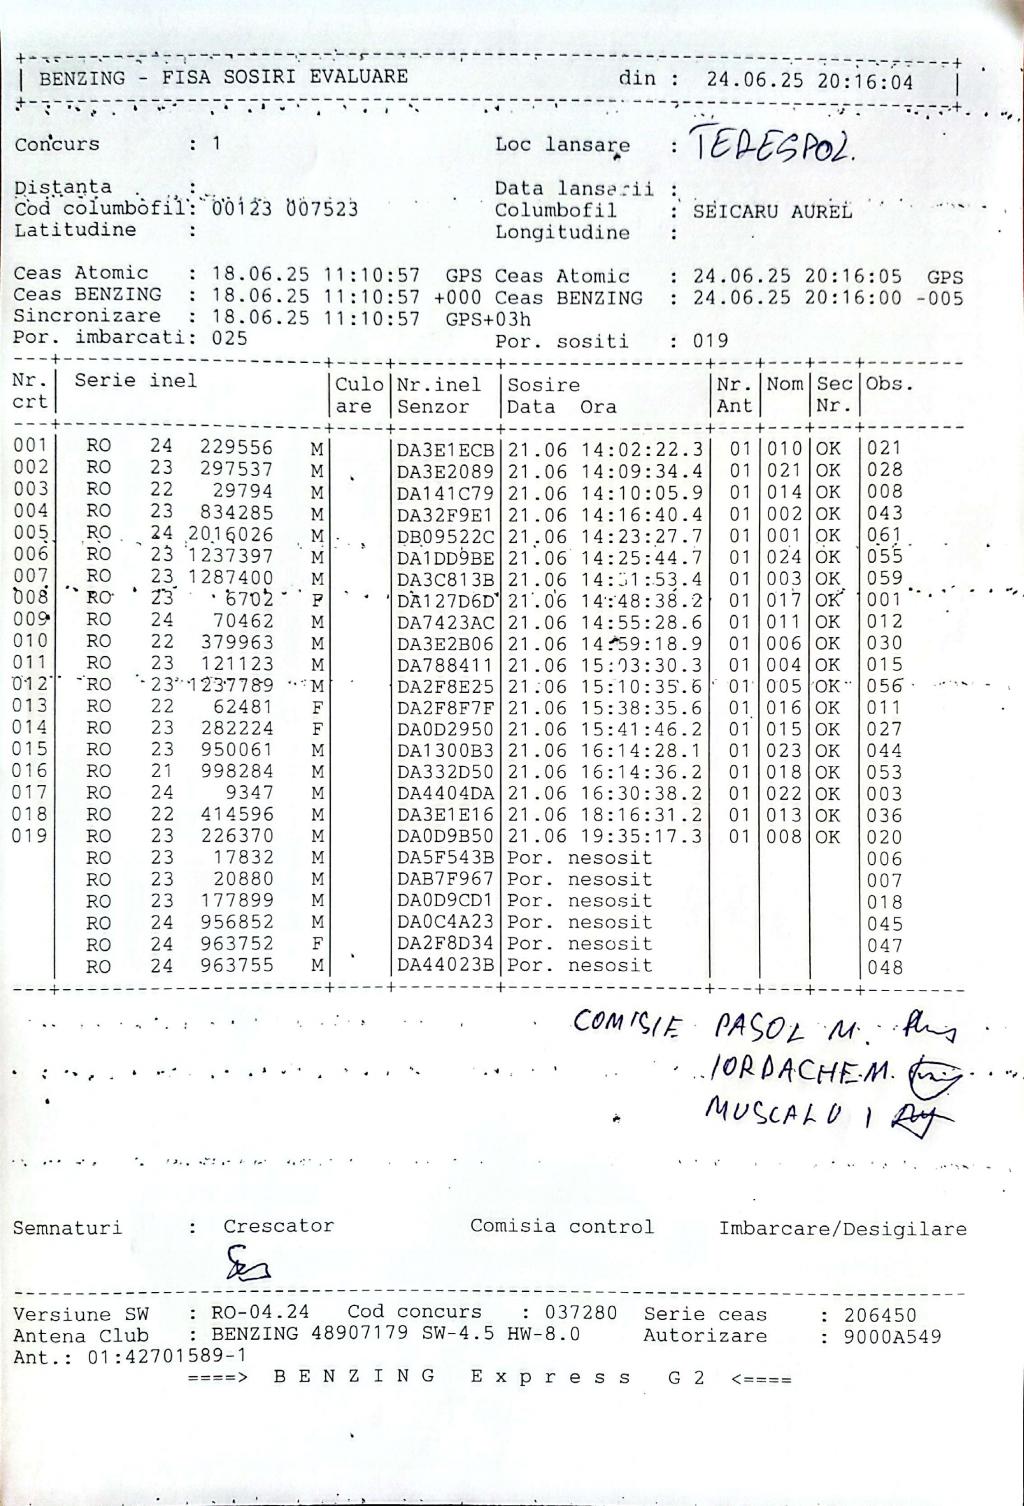 BENZING - FISA SOSIRI EVALUARE din : 24.06.25 20:16:04
Concurs : 1 Loc lansare : TERESPOL.
Distanta : Data lansarii :
Cod columbofil: 00123 007523 Columbofil : SEICARU AUREL
Latitudine : Longitudine :
Ceas Atomic : 18.06.25 11:10:57 GPS Ceas Atomic : 24.06.25 20:16:05 GPS
Ceas BENZING : 18.06.25 11:10:57 +000 Ceas BENZING : 24.06.25 20:16:00 -005
Sincronizare : 18.06.25 11:10:57 GPS+03h
Por. imbarcati: 025 Por. sositi : 019
Nr. Serie inel Culo Nr.inel Sosire Nr. Nom Sec Obs.
crt are Senzor Data Ora Ant Nr.
001 RO 24 229556 M DA3E1ECB 21.06 14:02:22.3 01 010 OK 021
002 RO 23 297537 M DA3E2089 21.06 14:09:34.4 01 021 OK 028
003 RO 22 29794 M DA141C79 21.06 14:10:05.9 01 014 OK 008
004 RO 23 834285 M DA32F9E1 21.06 14:16:40.4 01 002 OK 043
005 RO 24 2016026 M DB09522C 21.06 14:23:27.7 01 001 OK 061
006 RO 23 1237397 M DA1DD9BE 21.06 14:25:44.7 01 024 OK 055
007 RO 23 1287400 M DA3C813B 21.06 14:31:53.4 01 003 OK 059
008 RO 23 6702 F DA127D6D 21.06 14:48:38.2 01 017 OK 001
009 RO 24 70462 M DA7423AC 21.06 14:55:28.6 01 011 OK 012
010 RO 22 379963 M DA3E2B06 21.06 14:59:18.9 01 006 OK 030
011 RO 23 121123 M DA788411 21.06 15:03:30.3 01 004 OK 015
012 RO 23 1237789 M DA2F8E25 21.06 15:10:35.6 01 005 OK 056
013 RO 22 62481 F DA2F8F7F 21.06 15:38:35.6 01 016 OK 011
014 RO 23 282224 F DA0D2950 21.06 15:41:46.2 01 015 OK 027
015 RO 23 950061 M DA1300B3 21.06 16:14:28.1 01 023 OK 044
016 RO 21 998284 M DA332D50 21.06 16:14:36.2 01 018 OK 053
017 RO 24 9347 M DA4404DA 21.06 16:30:38.2 01 022 OK 003
018 RO 22 414596 M DA3E1E16 21.06 18:16:31.2 01 013 OK 036
019 RO 23 226370 M DA0D9B50 21.06 19:35:17.3 01 008 OK 020
RO 23 17832 M DA5F543B Por. nesosit 006
RO 23 20880 M DAB7F967 Por. nesosit 007
RO 23 177899 M DA0D9CD1 Por. nesosit 018
RO 24 956852 M DA0C4A23 Por. nesosit 045
RO 24 963752 F DA2F8D34 Por. nesosit 047
RO 24 963755 M DA44023B Por. nesosit 048
COMISIE PASOL M.
IORDACHE M.
MUSCALU I
Semnaturi : Crescator Comisia control Imbarcare/Desigilare
Versiune SW : RO-04.24 Cod concurs : 037280 Serie ceas : 206450
Antena Club : BENZING 48907179 SW-4.5 HW-8.0 Autorizare : 9000A549
Ant.: 01:42701589-1
====> B E N Z I N G E x p r e s s G 2 <====